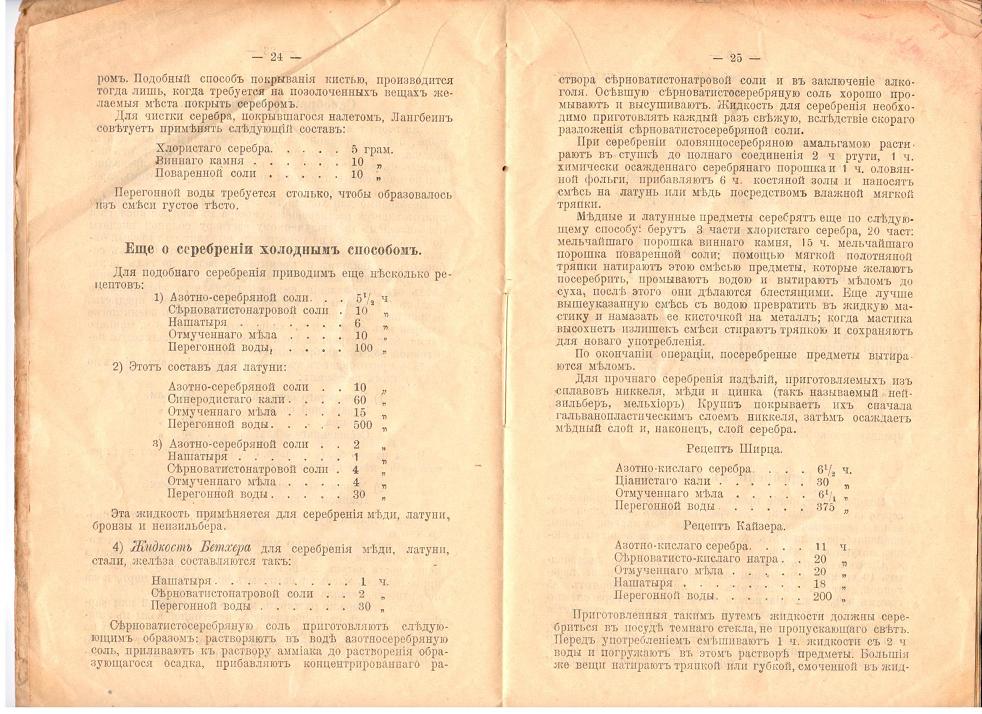 — 24 —
ромъ. Подобный способъ покрыванія кистью, производится
тогда лишь, когда требуется на позолоченныхъ вещахъ же-
лаемыя мѣста покрыть серебромъ.
Для чистки серебра, покрывшагося налетомъ, Лангбейн
совѣтуетъ примѣнять слѣдующій составъ:
Хлористаго серебра. . . . . 5 грам.
Виннаго камня . . . . . . 10 „
Поваренной соли . . . . . 10 „
Перегонной воды требуется столько, чтобы образовалось
изъ смѣси густое тѣсто.
Еще о серебреніи холоднымъ способомъ.
Для подобнаго серебренія приводимъ еще нѣсколько ре-
цептовъ:
1) Азотно-серебряной соли. . . 5½ ч.
Сѣрноватистонатровой соли . 10 „
Нашатыря . . . . . . . 6 „
Отмученнаго мѣла . . . . 10 „
Перегонной воды, . . . . 100 „
2) Этотъ составъ для латуни:
Азотно-серебряной соли . . 10 „
Синеродистаго кали . . . . 60 „
Отмученнаго мѣла . . . . 15 „
Перегонной воды. . . . . 500 „
3) Азотно-серебряной соли . . 2 „
Нашатыря . . . . . . . 1 „
Сѣрноватистонатровой соли . 4 „
Отмученнаго мѣла . . . . 4 „
Перегонной воды . . . . . 30 „
Эта жидкость примѣняется для серебренія мѣди, латуни,
бронзы и неизильбера.
4) Жидкость Бетхера для серебренія мѣди, латуни,
стали, желѣза составляются такъ:
Нашатыря . . . . . . . . . 1 ч.
Сѣрноватистонатровой соли . . 2 „
Перегонной воды . . . . . . 30 „
Сѣрноватистосеребряную соль приготовляютъ слѣдую-
ющимъ образомъ: растворяютъ въ водѣ азотносеребряную
соль, приливаютъ къ раствору амміака до растворенія обра-
зующагося осадка, прибавляютъ концентрированнаго ра-
— 25 —
створа сѣрноватистонатровой соли и въ заключеніе алко-
голя. Осѣвшую сѣрноватистосеребряную соль хорошо про-
мываютъ и высушиваютъ. Жидкость для серебренія необхо-
димо приготовлять каждый разъ свѣжую, вслѣдствіе скораго
разложенія сѣрноватистосеребряной соли.
При серебреніи оловянносеребряною амальгамою расти-
раютъ въ ступкѣ до полнаго соединенія 2 ч ртути, 1 ч.
химически осажденнаго серебрянаго порошка и 1 ч. оловян-
ной фольги, прибавляютъ 6 ч. костяной золы и наносятъ
смѣсь на латунь или мѣдь посредствомъ влажной мягкой
тряпки.
Мѣдные и латунные предметы серебрятъ еще по слѣдую-
щему способу: берутъ 3 части хлористаго серебра, 20 част:
мельчайшаго порошка виннаго камня, 15 ч. мельчайшаго
порошка поваренной соли; помощью мягкой полотняной
тряпки натираютъ этою смѣсью предметы, которые желаютъ
посеребрить, промываютъ водою и вытираютъ мѣломъ до
суха, послѣ этого они дѣлаются блестящими. Еще лучше
вышеуказанную смѣсь съ водою превратить въ жидкую ма-
стику и намазать ее кисточкой на металлъ; когда мастика
высохнетъ излишекъ смѣси стираютъ тряпкою и сохраняютъ
для новаго употребленія.
По окончаніи операціи, посеребреные предметы вытира-
ются мѣломъ.
Для прочнаго серебренія издѣлій, приготовляемыхъ изъ
сплавовъ никкеля, мѣди и цинка (такъ называемый ней-
зильберъ, мельхіоръ) Круппъ покрываетъ ихъ сначала
гальванопластическимъ слоемъ никкеля, затѣмъ осаждаетъ
мѣдный слой и, наконецъ, слой серебра.
Рецептъ Ширца.
Азотно-кислаго серебра. . . . 6½ ч.
Ціанистаго кали . . . . . . 30 „
Отмученнаго мѣла . . . . . 6¹/₁ „
Перегонной воды . . . . . . 375 „
Рецептъ Кайзера.
Азотно-кислаго серебра. . . . 11 ч.
Сѣрноватисто-кислаго натра . . 20 „
Отмученнаго мѣла . . . . . 20 „
Нашатыря . . . . . . . . 18 „
Перегонной воды. . . . . . 200 „
Приготовленныя такимъ путемъ жидкости должны сере-
бриться въ посудѣ темнаго стекла, не пропускающаго свѣтъ.
Передъ употребленіемъ смѣшиваютъ 1 ч. жидкости съ 2 ч
воды и погружаютъ въ этомъ растворѣ предметы. Большія
же вещи натираютъ тряпкой или губкой, смоченной въ жид-